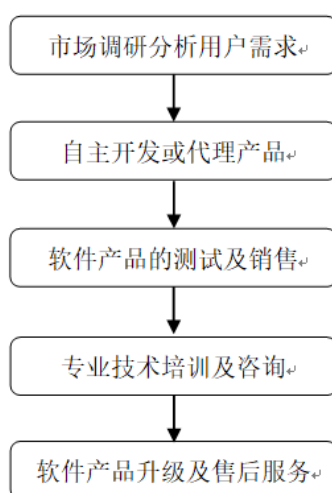 市场调研分析用户需求
自主开发或代理产品
软件产品的测试及销售
专业技术培训及咨询
软件产品升级及售后服务